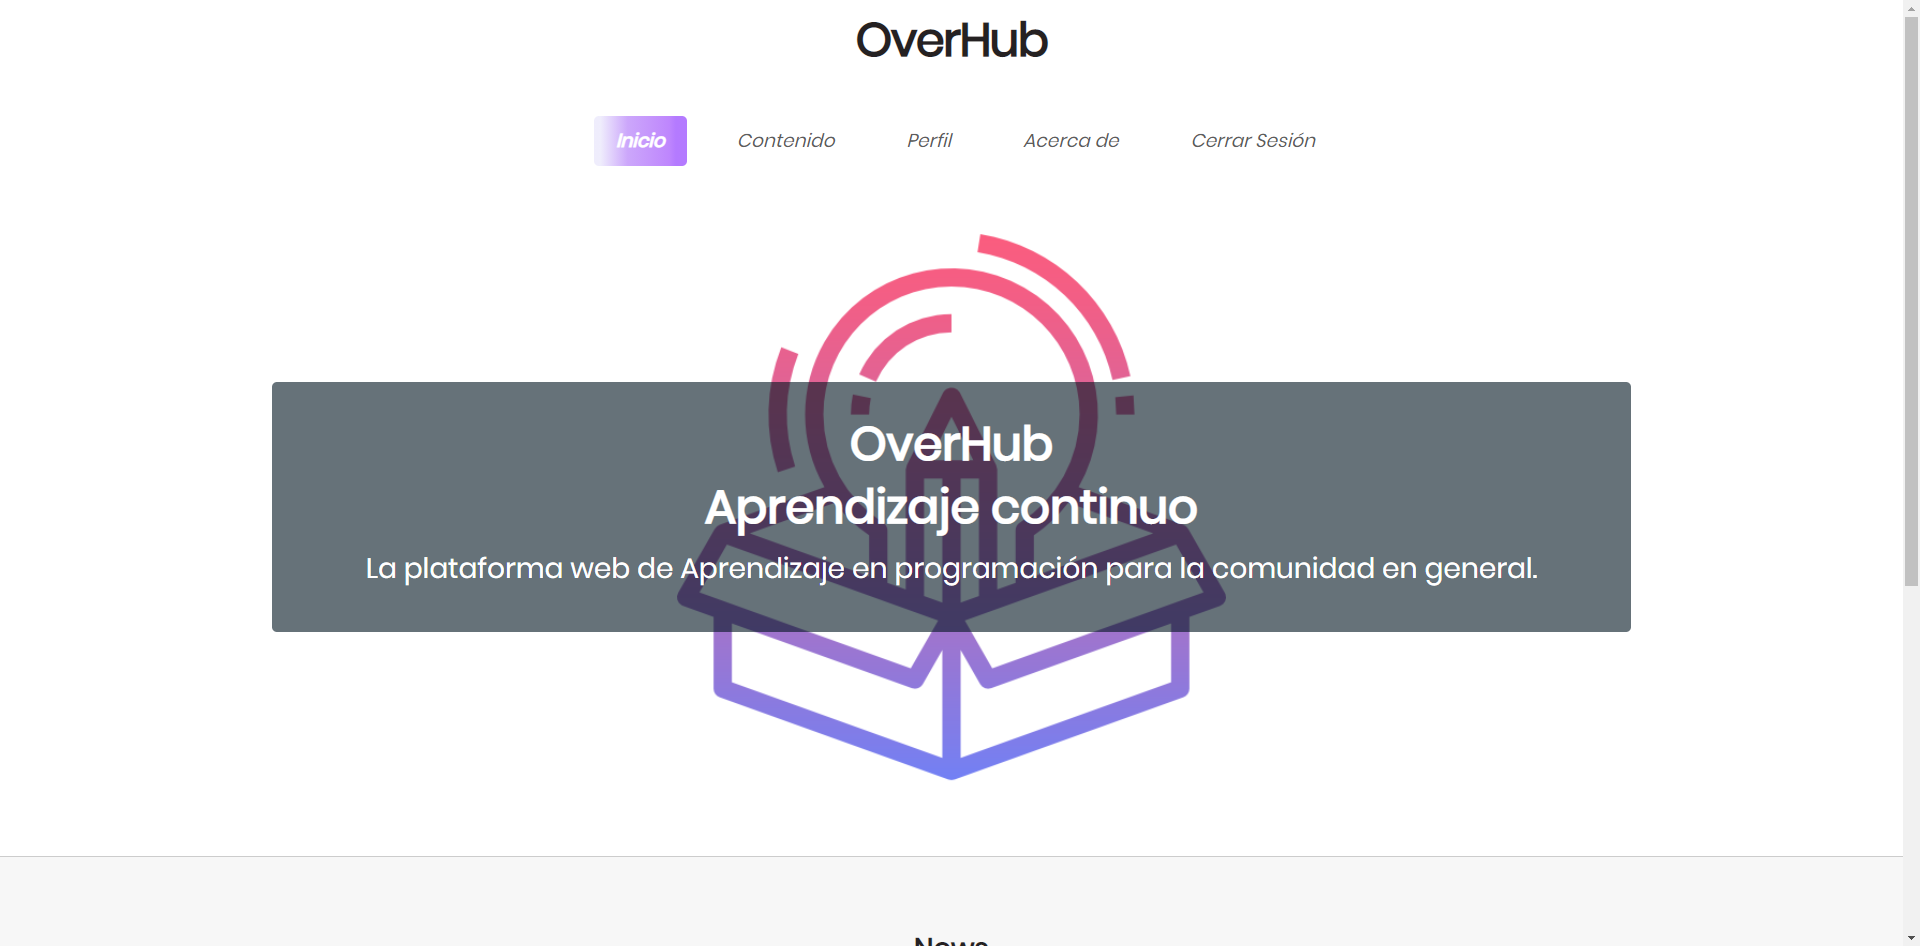 OverHub
Inicio Contenido Perfil Acerca de Cerrar Sesión
OverHub
Aprendizaje continuo
La plataforma web de Aprendizaje en programación para la comunidad en general.
News